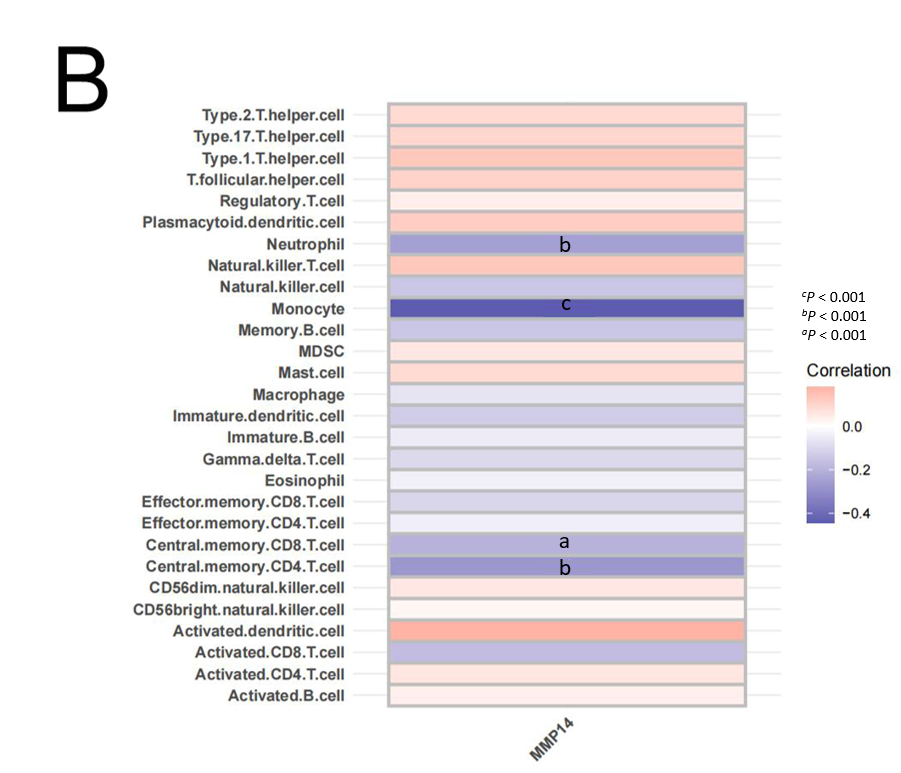 B
Type.2.T.helper.cell
Type.17.T.helper.cell
Type.1.T.helper.cell
T.follicular.helper.cell
Regulatory.T.cell
Plasmacytoid.dendritic.cell
Neutrophil b
Natural.killer.T.cell
Natural.killer.cell
Monocyte c
Memory.B.cell
MDSC
Mast.cell
Macrophage
Immature.dendritic.cell
Immature.B.cell
Gamma.delta.T.cell
Eosinophil
Effector.memory.CD8.T.cell
Effector.memory.CD4.T.cell
Central.memory.CD8.T.cell a
Central.memory.CD4.T.cell b
CD56dim.natural.killer.cell
CD56bright.natural.killer.cell
Activated.dendritic.cell
Activated.CD8.T.cell
Activated.CD4.T.cell
Activated.B.cell
MMP14
cP < 0.001
bP < 0.001
aP < 0.001
Correlation
0.0
−0.2
−0.4